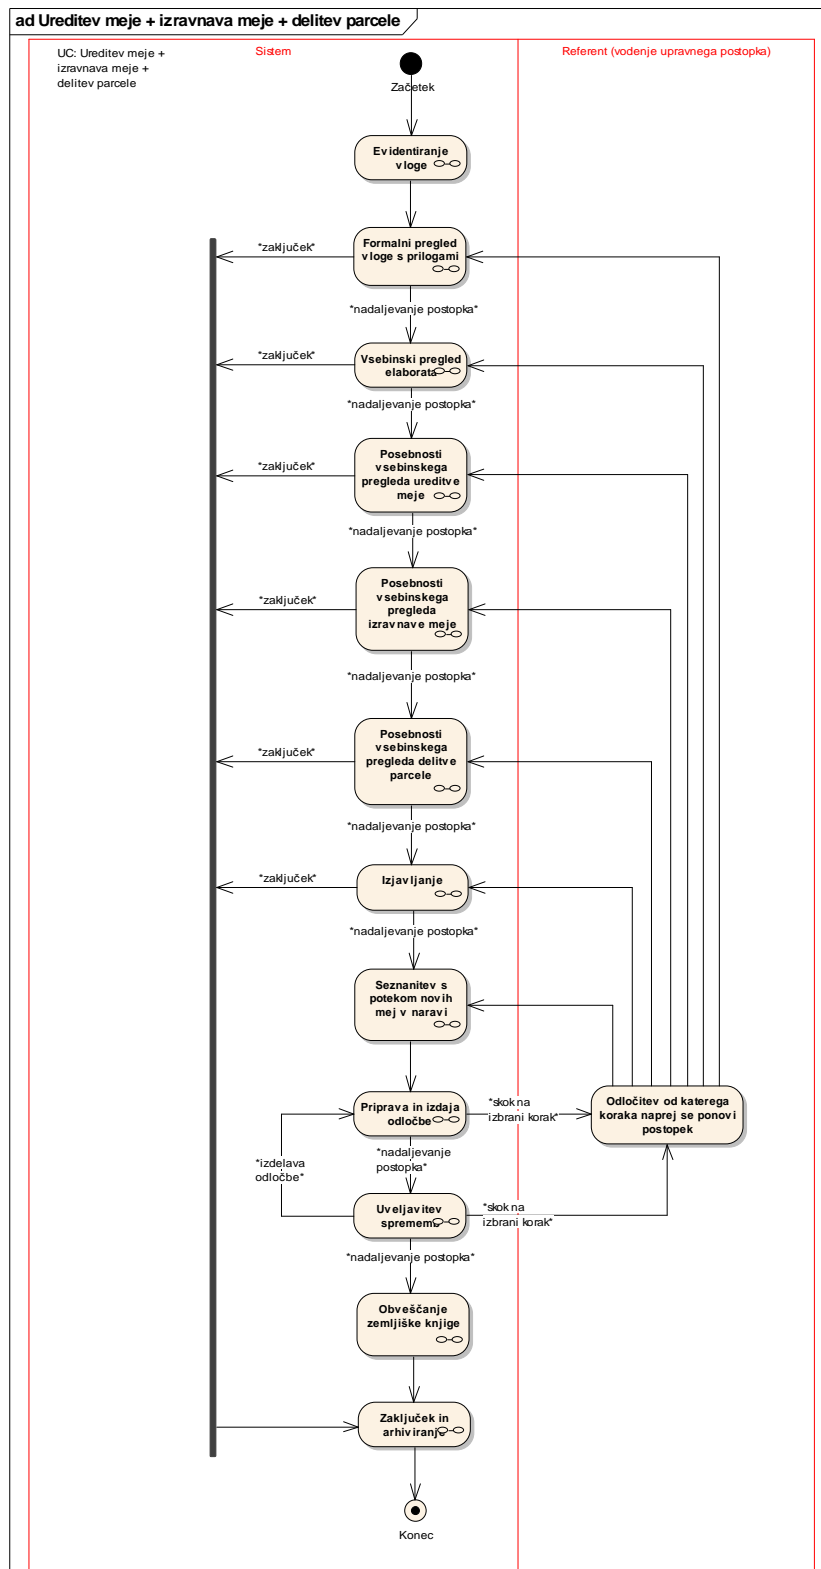 ad Ureditev meje + izravnava meje + delitev parcele
UC: Ureditev meje +
izravnava meje +
delitev parcele
Sistem
Referent (vodenje upravnega postopka)
Začetek
Evidentiranje
vloge
Formalni pregled
vloge s prilogami
*zaključek*
*nadaljevanje postopka*
Vsebinski pregled
elaborata
*zaključek*
*nadaljevanje postopka*
Posebnosti
vsebinskega
pregleda ureditve
meje
*zaključek*
*nadaljevanje postopka*
Posebnosti
vsebinskega
pregleda
izravnave meje
*zaključek*
*nadaljevanje postopka*
Posebnosti
vsebinskega
pregleda delitve
parcele
*zaključek*
*nadaljevanje postopka*
Izjavljanje
*zaključek*
*nadaljevanje postopka*
Seznanitev s
potekom novih
mej v naravi
Priprava in izdaja
odločbe
*skok na
izbrani korak*
Odločitev od katerega
koraka naprej se ponovi
postopek
*nadaljevanje
postopka*
*izdelava
odločbe*
Uveljavitev
sprememb
*skok na
izbrani korak*
*nadaljevanje postopka*
Obveščanje
zemljiške knjige
Zaključek in
arhiviranje
Konec